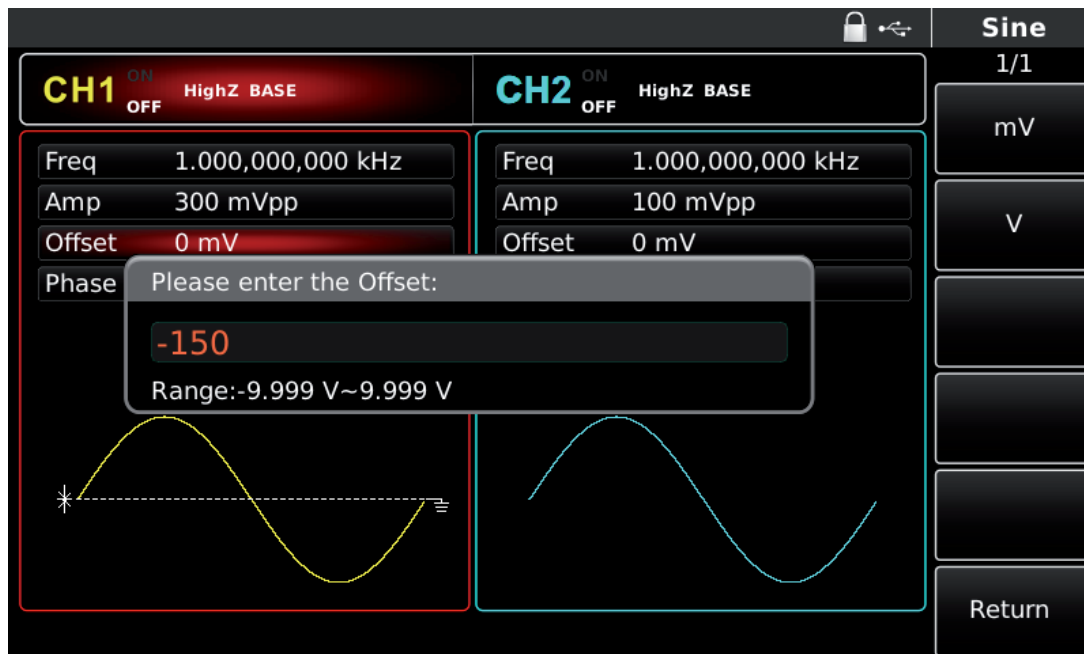 Sine
1/1
CH1 ON OFF HighZ BASE
CH2 ON OFF HighZ BASE
mV
Freq 1.000,000,000 kHz
Freq 1.000,000,000 kHz
Amp 300 mVpp
Amp 100 mVpp
V
Offset 0 mV
Offset 0 mV
Phase
Please enter the Offset:
-150
Range:-9.999 V~9.999 V
Return